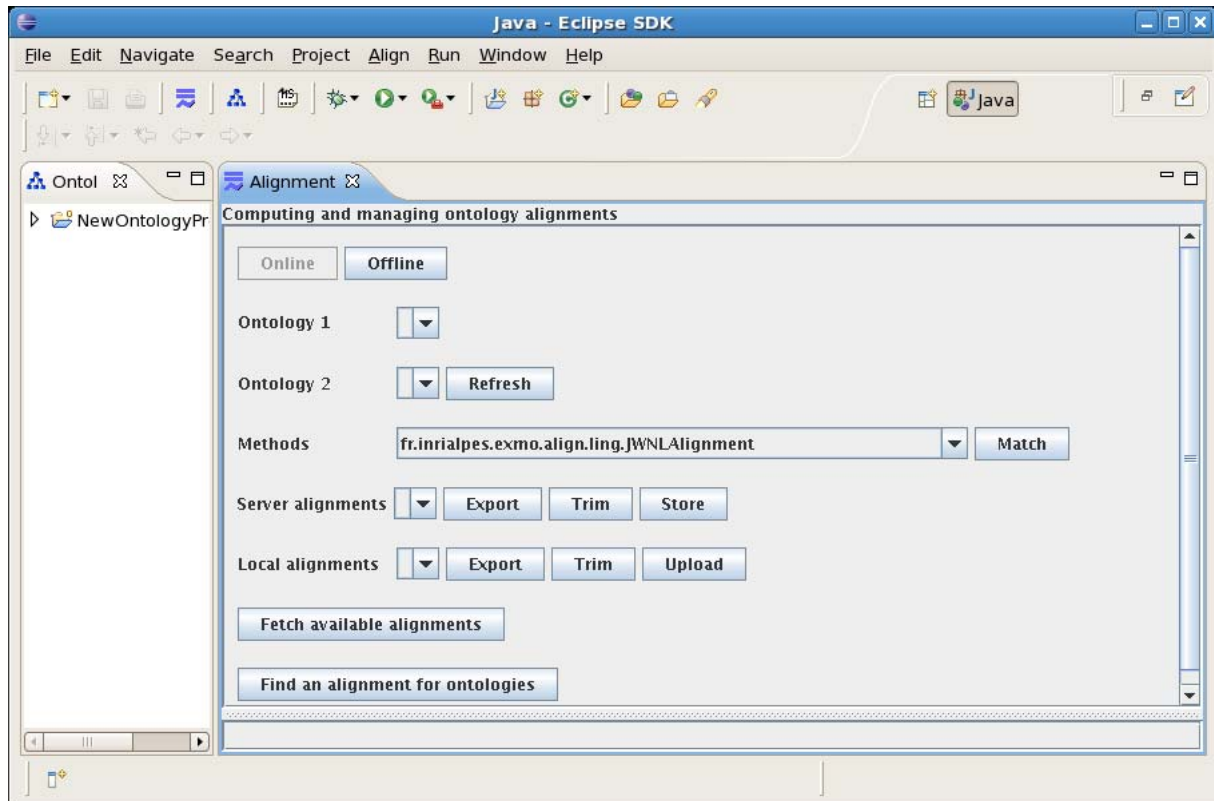 Java - Eclipse SDK
File Edit Navigate Search Project Align Run Window Help
Java
Ontol
Alignment
NewOntologyPr
Computing and managing ontology alignments
Online Offline
Ontology 1
Ontology 2 Refresh
Methods fr.inrialpes.exmo.align.ling.JWNLAlignment Match
Server alignments Export Trim Store
Local alignments Export Trim Upload
Fetch available alignments
Find an alignment for ontologies